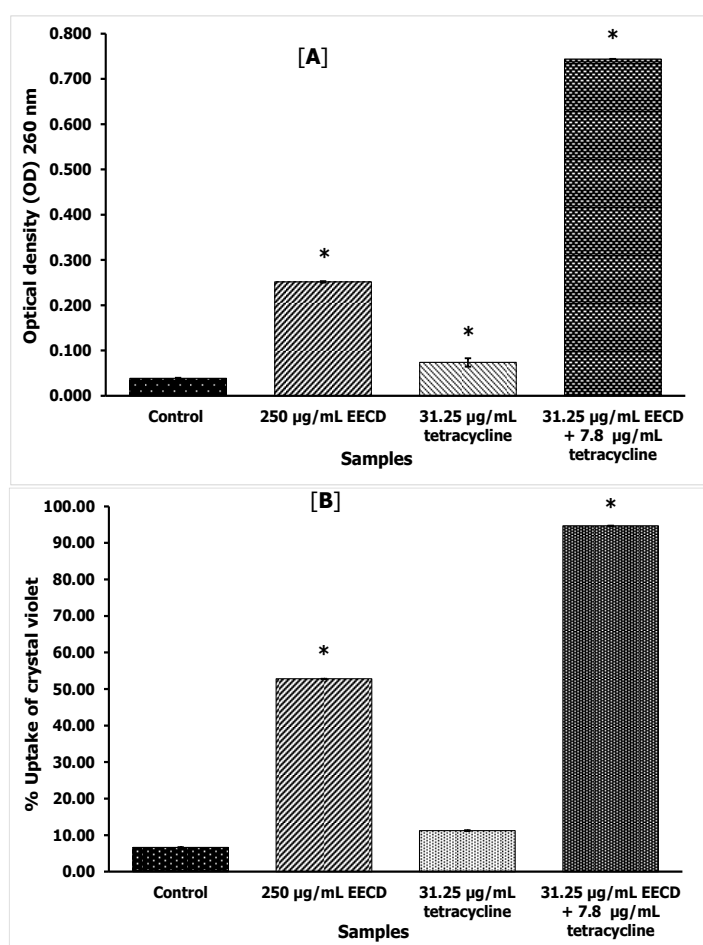 [A]
Optical density (OD) 260 nm
0.800
0.700
0.600
0.500
0.400
0.300
0.200
0.100
0.000
*
*
*
Control
250 µg/mL EECD
31.25 µg/mL
tetracycline
31.25 µg/mL EECD
+ 7.8 µg/mL
tetracycline
Samples
[B]
% Uptake of crystal violet
100.00
90.00
80.00
70.00
60.00
50.00
40.00
30.00
20.00
10.00
0.00
*
*
Control
250 µg/mL EECD
31.25 µg/mL
tetracycline
31.25 µg/mL EECD
+ 7.8 µg/mL
tetracycline
Samples